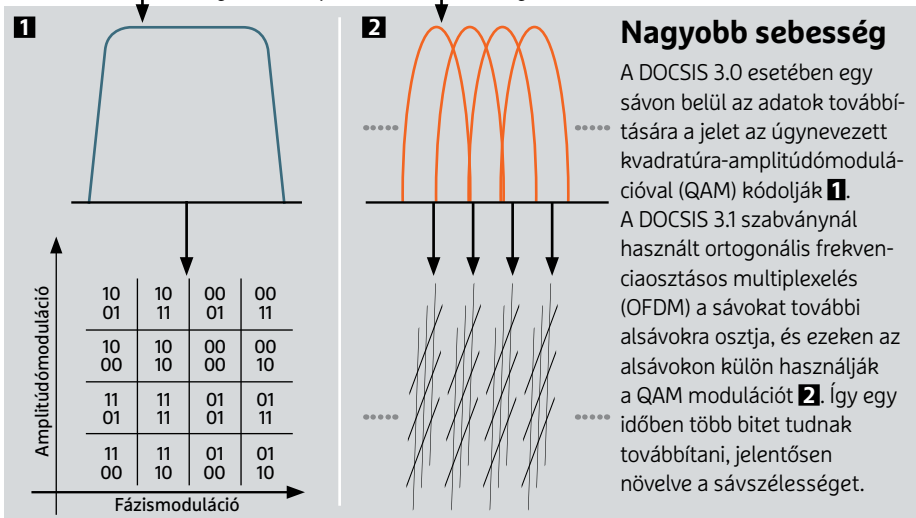 1
2
Nagyobb sebesség
A DOCSIS 3.0 esetében egy
sávon belül az adatok továbbí-
tására a jelet az úgynevezett
kvadratúra-amplitúdómodulá-
cióval (QAM) kódolják 1.
A DOCSIS 3.1 szabványnál
használt ortogonális frekven-
ciaosztásos multiplexelés
(OFDM) a sávokat további
alsávokra osztja, és ezeken az
alsávokon külön használják
a QAM modulációt 2. Így egy
időben több bitet tudnak
továbbítani, jelentősen
növelve a sávszélességet.
Amplitúdómoduláció
10 10 00 00
01 11 01 11
10 10 00 00
00 10 00 10
11 11 01 01
01 11 01 11
11 11 01 01
00 10 00 10
Fázismoduláció